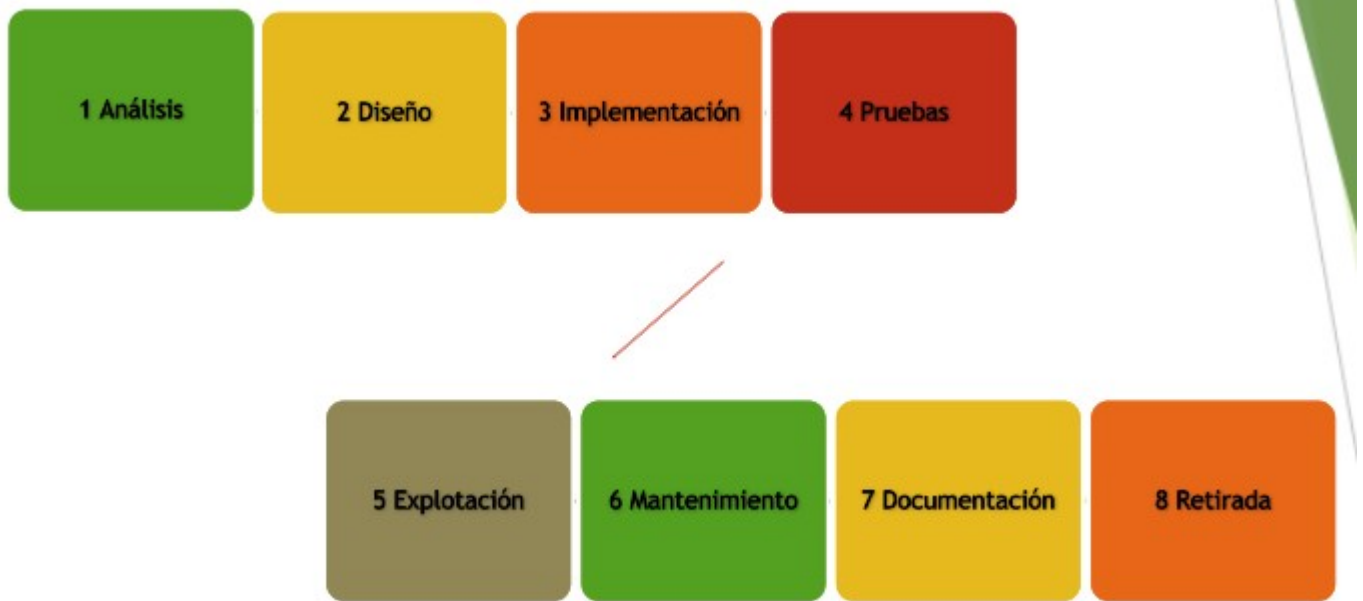 1 Análisis
2 Diseño
3 Implementación
4 Pruebas
5 Explotación
6 Mantenimiento
7 Documentación
8 Retirada